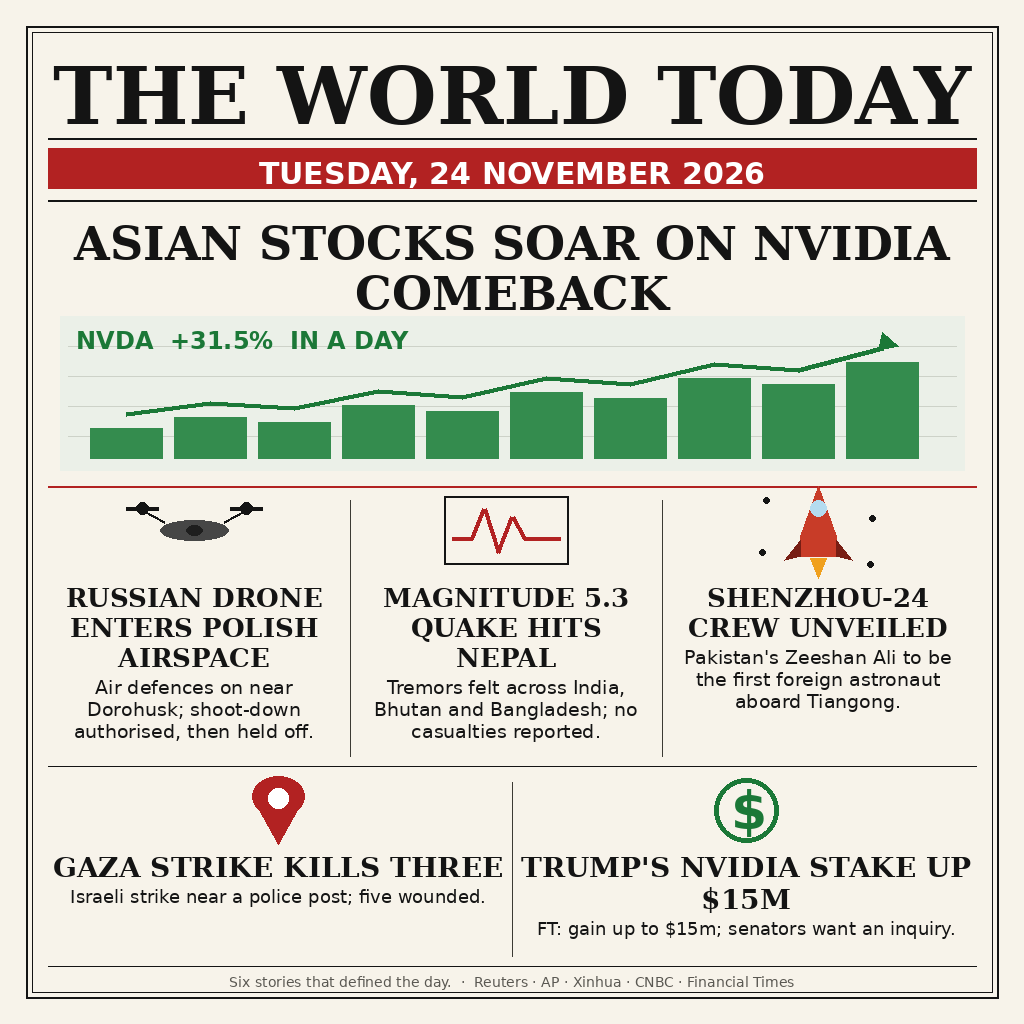 THE WORLD TODAY
TUESDAY, 24 NOVEMBER 2026
ASIAN STOCKS SOAR ON NVIDIA
COMEBACK
NVDA +31.5% IN A DAY
RUSSIAN DRONE
ENTERS POLISH
AIRSPACE
Air defences on near
Dorohusk; shoot-down
authorised, then held off.
MAGNITUDE 5.3
QUAKE HITS
NEPAL
Tremors felt across India,
Bhutan and Bangladesh; no
casualties reported.
SHENZHOU-24
CREW UNVEILED
Pakistan's Zeeshan Ali to be
the first foreign astronaut
aboard Tiangong.
GAZA STRIKE KILLS THREE
Israeli strike near a police post; five wounded.
$
TRUMP'S NVIDIA STAKE UP
$15M
FT: gain up to $15m; senators want an inquiry.
Six stories that defined the day. · Reuters · AP · Xinhua · CNBC · Financial Times